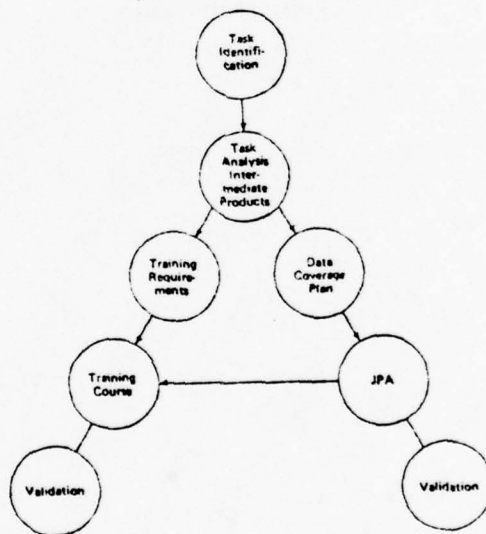 Task
Identifi-
cation
Task
Analysis
Inter-
mediate
Products
Training
Require-
ments
Data
Coverage
Plan
Training
Course
JPA
Validation
Validation